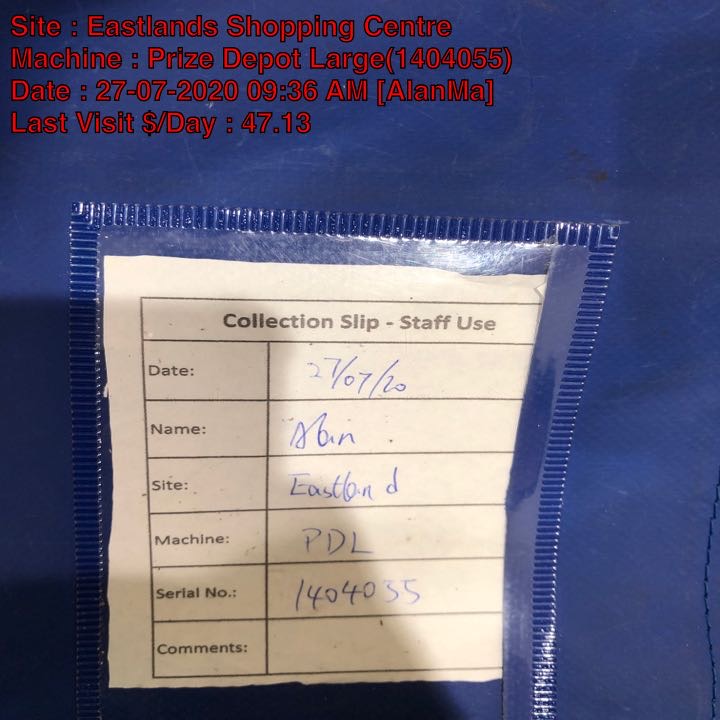 Site : Eastlands Shopping Centre
Machine : Prize Depot Large(1404055)
Date : 27-07-2020 09:36 AM [AlanMa]
Last Visit $/Day : 47.13
Collection Slip - Staff Use
Date: 27/07/20
Name: Alan
Site: Eastland
Machine: PDL
Serial No.: 1404055
Comments: